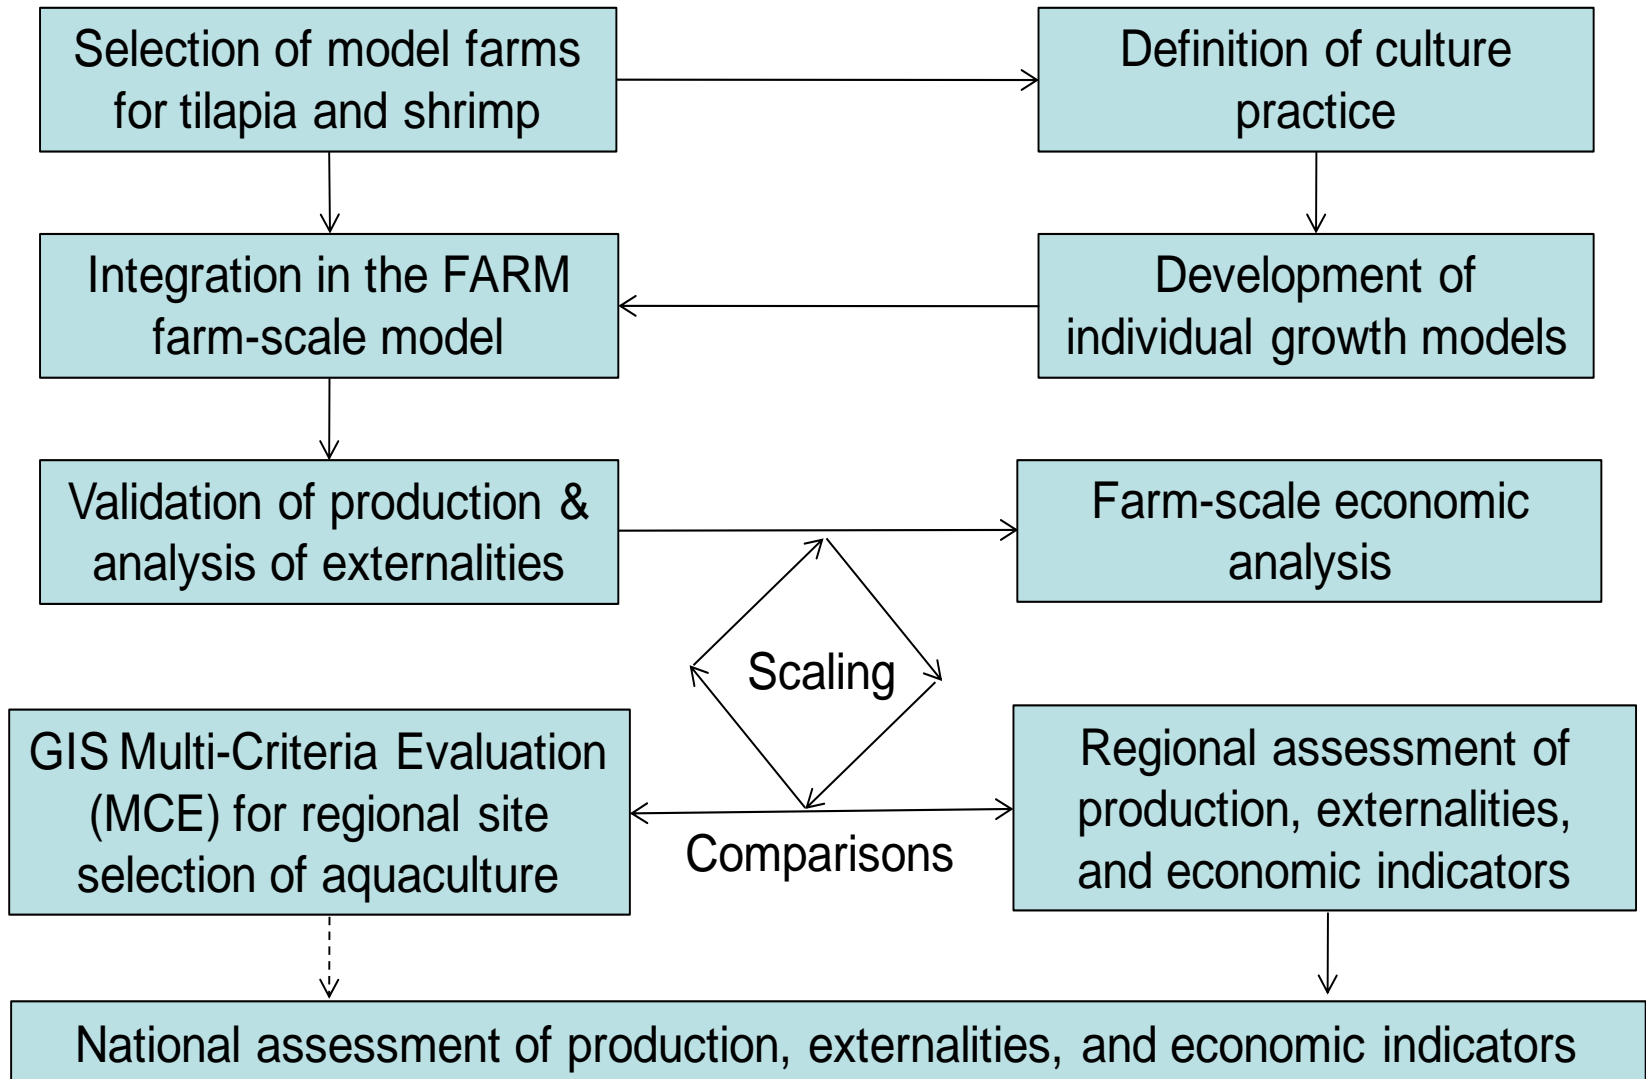 Selection of model farms
for tilapia and shrimp
Definition of culture
practice
Integration in the FARM
farm-scale model
Development of
individual growth models
Validation of production &
analysis of externalities
Farm-scale economic
analysis
Scaling
GIS Multi-Criteria Evaluation
(MCE) for regional site
selection of aquaculture
Comparisons
Regional assessment of
production, externalities,
and economic indicators
National assessment of production, externalities, and economic indicators